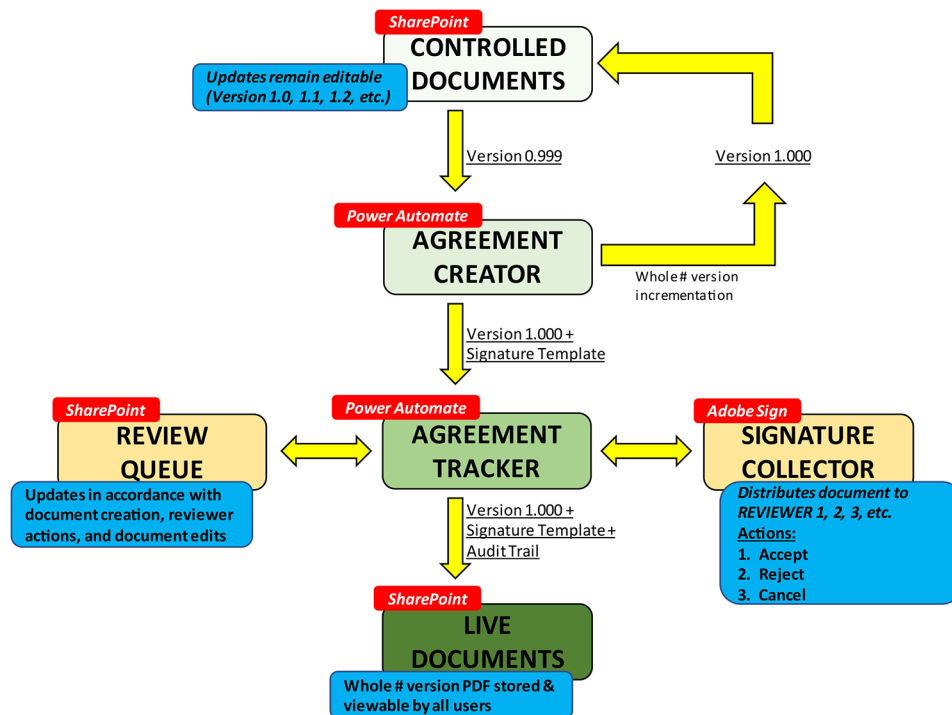 SharePoint
CONTROLLED
DOCUMENTS
Updates remain editable
(Version 1.0, 1.1, 1.2, etc.)
Version 0.999
Version 1.000
Power Automate
AGREEMENT
CREATOR
Whole # version
incrementation
Version 1.000 +
Signature Template
SharePoint
REVIEW
QUEUE
Updates in accordance with
document creation, reviewer
actions, and document edits
Power Automate
AGREEMENT
TRACKER
Adobe Sign
SIGNATURE
COLLECTOR
Distributes document to
REVIEWER 1, 2, 3, etc.
Actions:
1. Accept
2. Reject
3. Cancel
Version 1.000 +
Signature Template +
Audit Trail
SharePoint
LIVE
DOCUMENTS
Whole # version PDF stored &
viewable by all users